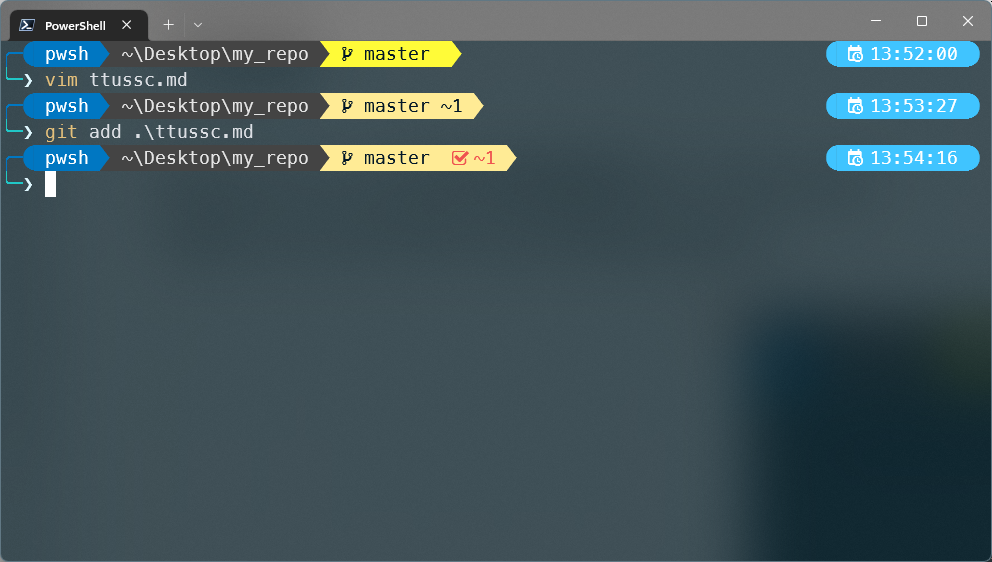 PowerShell
pwsh ~\Desktop\my_repo master 13:52:00
❯ vim ttussc.md
pwsh ~\Desktop\my_repo master ~1 13:53:27
❯ git add .\ttussc.md
pwsh ~\Desktop\my_repo master ~1 13:54:16
❯